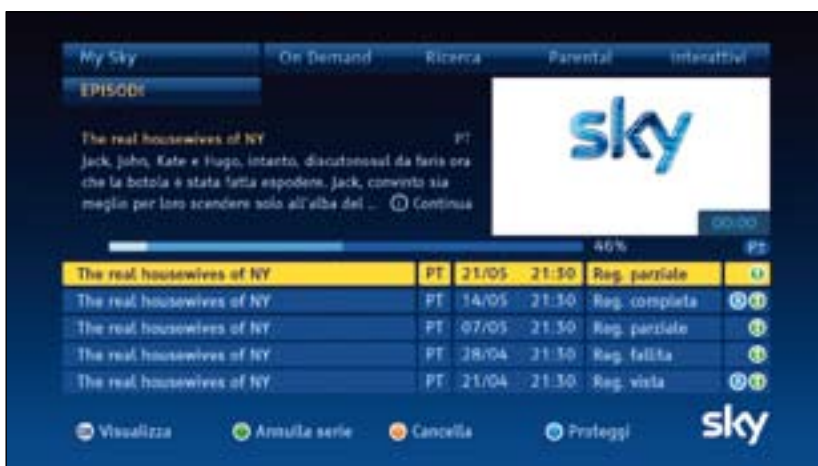 My Sky On Demand Ricerca Parental Interattivi
EPISODI
sky
The real housewives of NY PT
Jack, John, Kate e Hugo, intanto, discutono sul da farsi ora
che la botola è stata fatta espodere. Jack, convinto sia
meglio per loro scendere solo all'alba del ... i Continua
00:00
46%
The real housewives of NY PT 21/05 21:30 Reg. parziale
The real housewives of NY PT 14/05 21:30 Reg. completa
The real housewives of NY PT 07/05 21:30 Reg. parziale
The real housewives of NY PT 28/04 21:30 Reg. fallita
The real housewives of NY PT 21/04 21:30 Reg. vista
Visualizza Annulla serie Cancella Proteggi sky